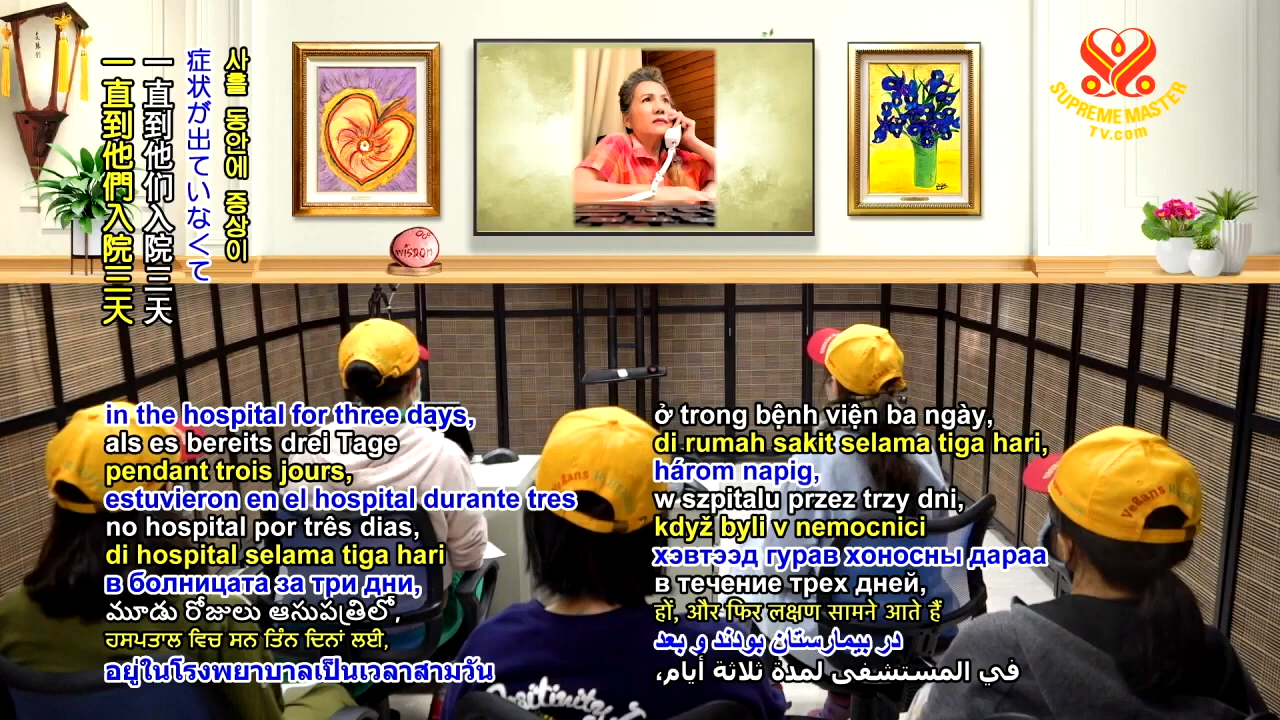 사흘 동안에 증상이
症状が出ていなくて
一直到他们入院三天
一直到他們入院三天
wisdom
SUPREME MASTER
TV.com
in the hospital for three days,
als es bereits drei Tage
pendant trois jours,
estuvieron en el hospital durante tres
no hospital por três dias,
di hospital selama tiga hari
в болницата за три дни,
మూడు రోజులు ఆసుపత్రిలో,
ਹਸਪਤਾਲ ਵਿਚ ਸਨ ਤਿੰਨ ਦਿਨਾਂ ਲਈ,
อยู่ในโรงพยาบาลเป็นเวลาสามวัน
ở trong bệnh viện ba ngày,
di rumah sakit selama tiga hari,
három napig,
w szpitalu przez trzy dni,
když byli v nemocnici
хэвтээд гурав хоносны дараа
в течение трех дней,
हों, और फिर लक्षण सामने आते हैं
در بیمارستان بودند و بعد
في المستشفى لمدة ثلاثة أيام،
Positivity